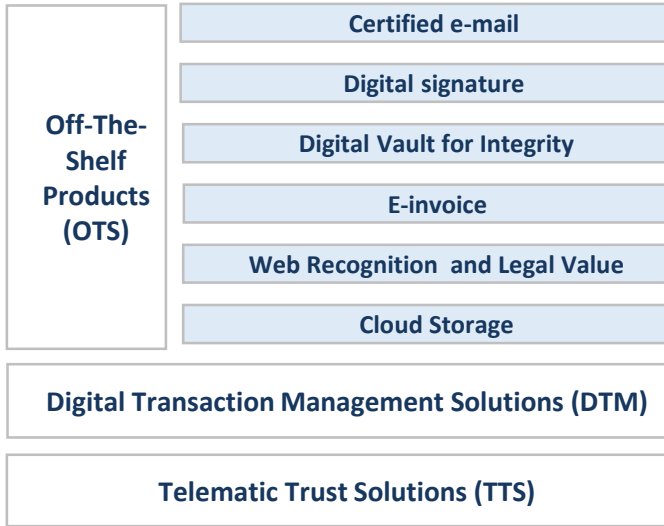 Off-The-
Shelf
Products
(OTS)
Certified e-mail
Digital signature
Digital Vault for Integrity
E-invoice
Web Recognition and Legal Value
Cloud Storage
Digital Transaction Management Solutions (DTM)
Telematic Trust Solutions (TTS)